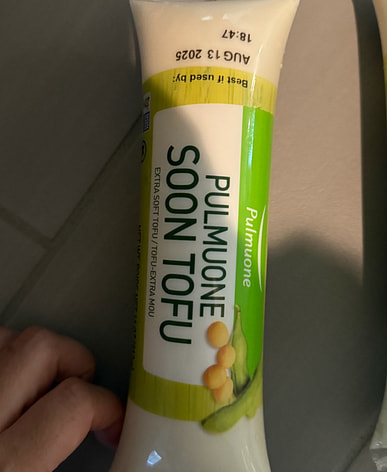 Best if used by:
AUG 13 2025
18:47
Pulmuone
PULMUONE
SOON TOFU
EXTRA SOFT TOFU / TOFU-EXTRA MOU